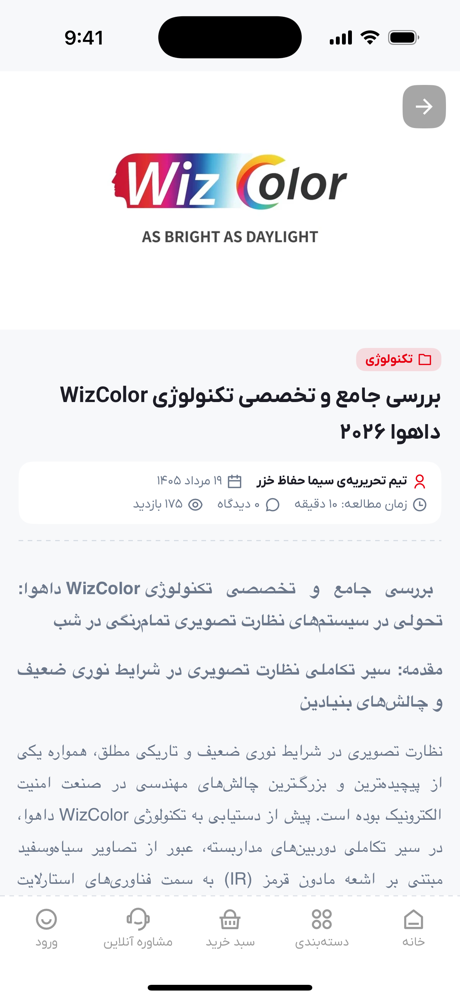 9:41
Wiz Color
AS BRIGHT AS DAYLIGHT
تکنولوژی
بررسی جامع و تخصصی تکنولوژی WizColor
داهوا ۲۰۲۶
تیم تحریریه‌ی سیما حفاظ خزر ۱۹ مرداد ۱۴۰۵
زمان مطالعه: ۱۰ دقیقه ۰ دیدگاه ۱۷۵ بازدید
بررسی جامع و تخصصی تکنولوژی WizColor داهوا:
تحولی در سیستم‌های نظارت تصویری تمام‌رنگی در شب
مقدمه: سیر تکاملی نظارت تصویری در شرایط نوری ضعیف
و چالش‌های بنیادین
نظارت تصویری در شرایط نوری ضعیف و تاریکی مطلق، همواره یکی
از پیچیده‌ترین و بزرگ‌ترین چالش‌های مهندسی در صنعت امنیت
الکترونیک بوده است. پیش از دستیابی به تکنولوژی WizColor داهوا،
در سیر تکاملی دوربین‌های مداربسته، عبور از تصاویر سیاه‌وسفید
مبتنی بر اشعه مادون قرمز (IR) به سمت فناوری‌های استارلایت
خانه
دسته‌بندی
سبد خرید
مشاوره آنلاین
ورود